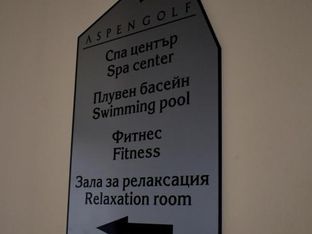 ASPENGOLF
Спа център
Spa center
Плувен басейн
Swimming pool
Фитнес
Fitness
Зала за релаксация
Relaxation room